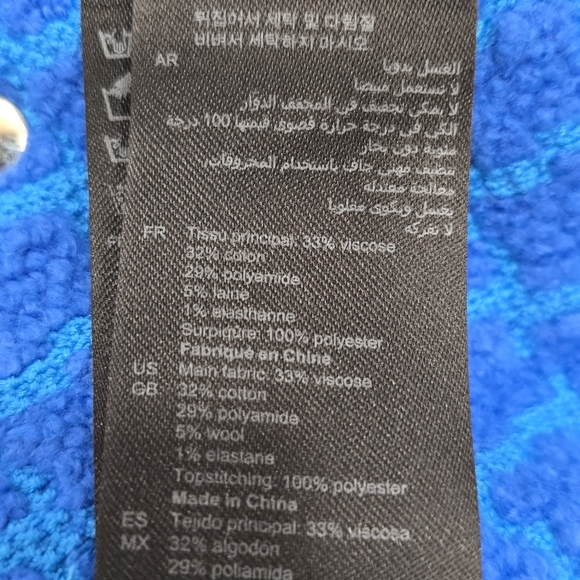 뒤집어서 세탁 및 다림질
비벼서 세탁하지 마시오
AR
الغسل يدويا
لا تستعمل مبيضا
لا يمكن تجفيف في المجفف الدوار
الكي في درجة حرارة قصوى قيمتها 100 درجة
مئوية دون بخار
تنظيف مهني جاف باستخدام المحروقات،
معالجة معتدلة
يغسل ويكوى مقلوبا
لا تفركه
FR Tissu principal: 33% viscose
32% coton
29% polyamide
5% laine
1% élasthanne
Surpiqûre: 100% polyester
Fabriqué en Chine
US Main fabric: 33% viscose
GB 32% cotton
29% polyamide
5% wool
1% elastane
Topstitching: 100% polyester
Made in China
ES Tejido principal: 33% viscosa
MX 32% algodón
29% poliamida